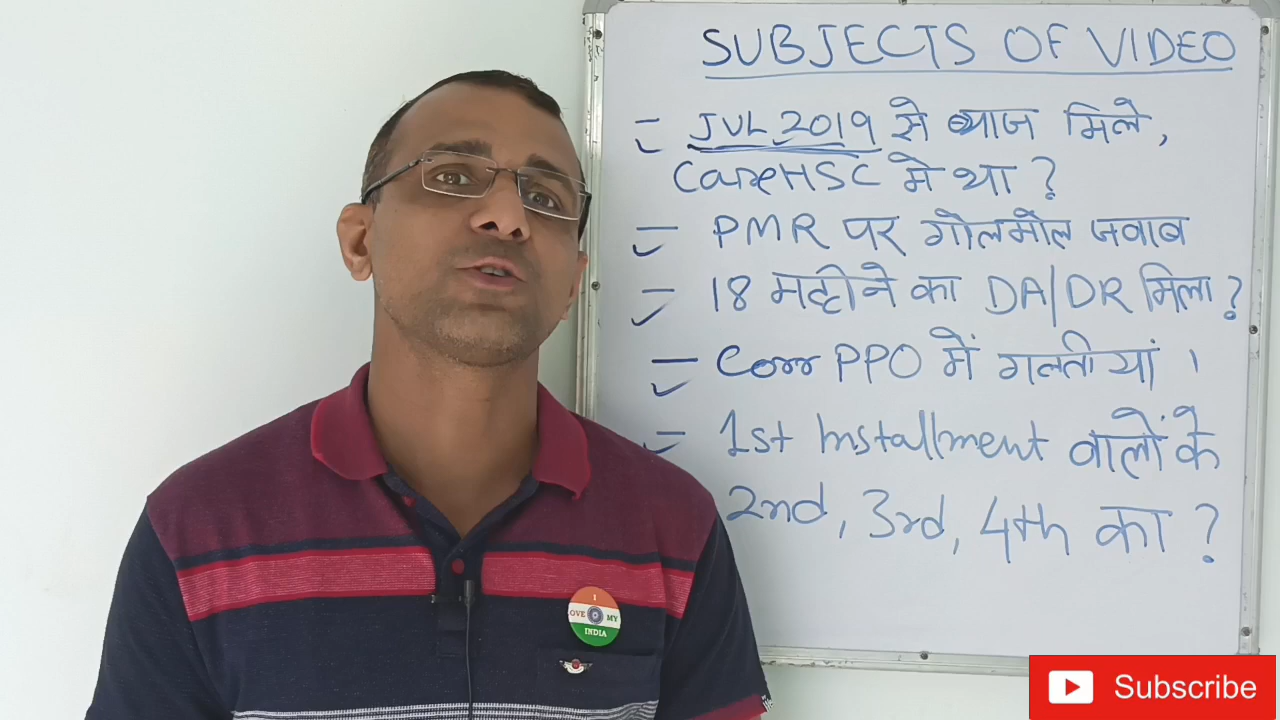 SUBJECTS OF VIDEO
- JUL 2019 से ब्याज मिले,
Case HSC में था ?
- PMR पर गोलमोल जवाब
- 18 महीने का DA/DR मिला ?
- Corr PPO में गलतीयां ।
- 1st Installment वालों के
2nd, 3rd, 4th का ?
I
LOVE MY
INDIA
Subscribe